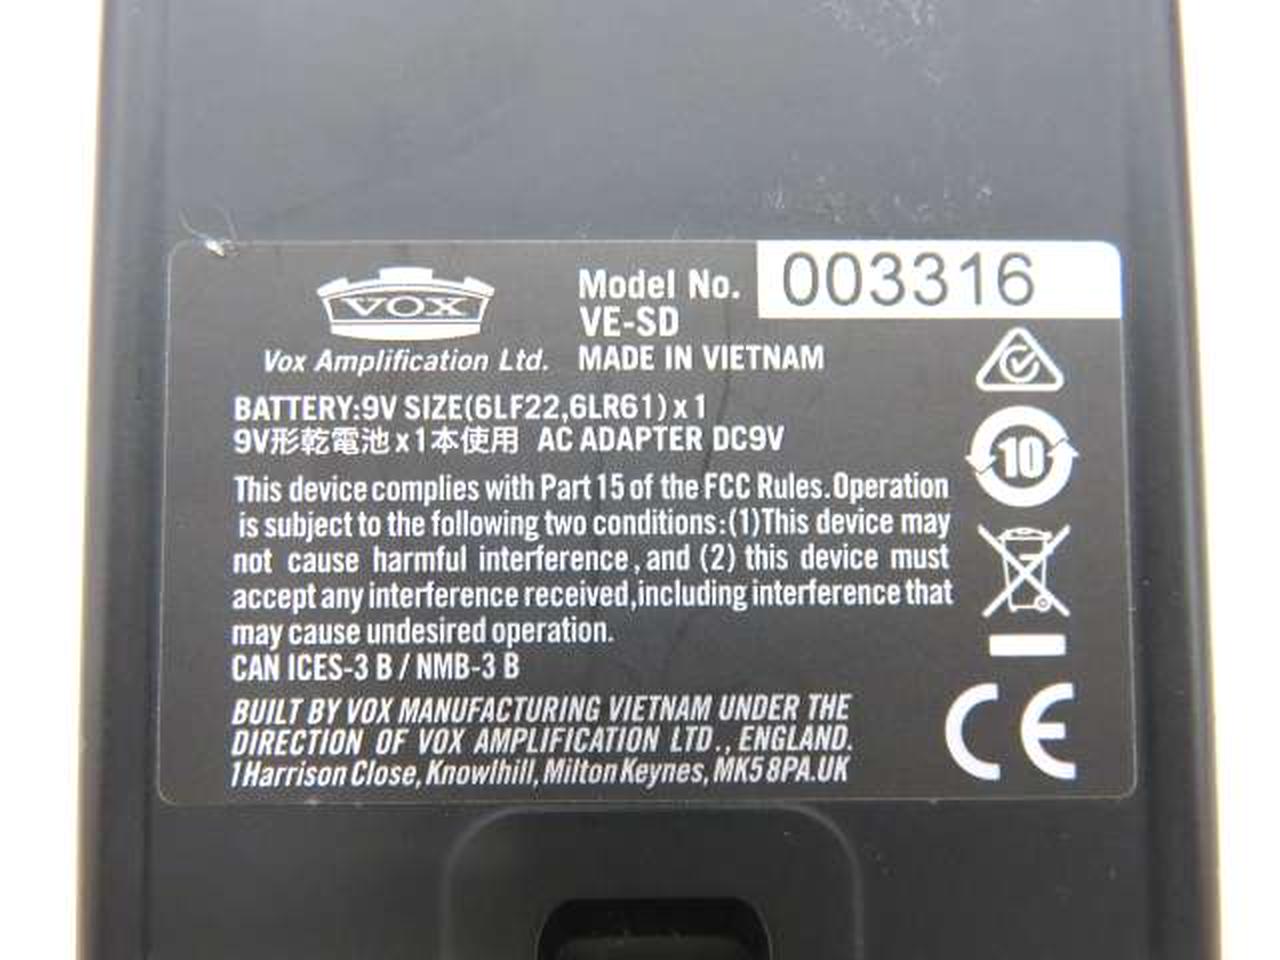 VOX
Vox Amplification Ltd.
Model No. 003316
VE-SD
MADE IN VIETNAM
BATTERY:9V SIZE(6LF22,6LR61) x 1
9V形乾電池 x 1本使用 AC ADAPTER DC9V
This device complies with Part 15 of the FCC Rules. Operation
is subject to the following two conditions:(1)This device may
not cause harmful interference, and (2) this device must
accept any interference received, including interference that
may cause undesired operation.
CAN ICES-3 B / NMB-3 B
BUILT BY VOX MANUFACTURING VIETNAM UNDER THE
DIRECTION OF VOX AMPLIFICATION LTD., ENGLAND.
1 Harrison Close, Knowlhill, Milton Keynes, MK5 8PA.UK
10
CE